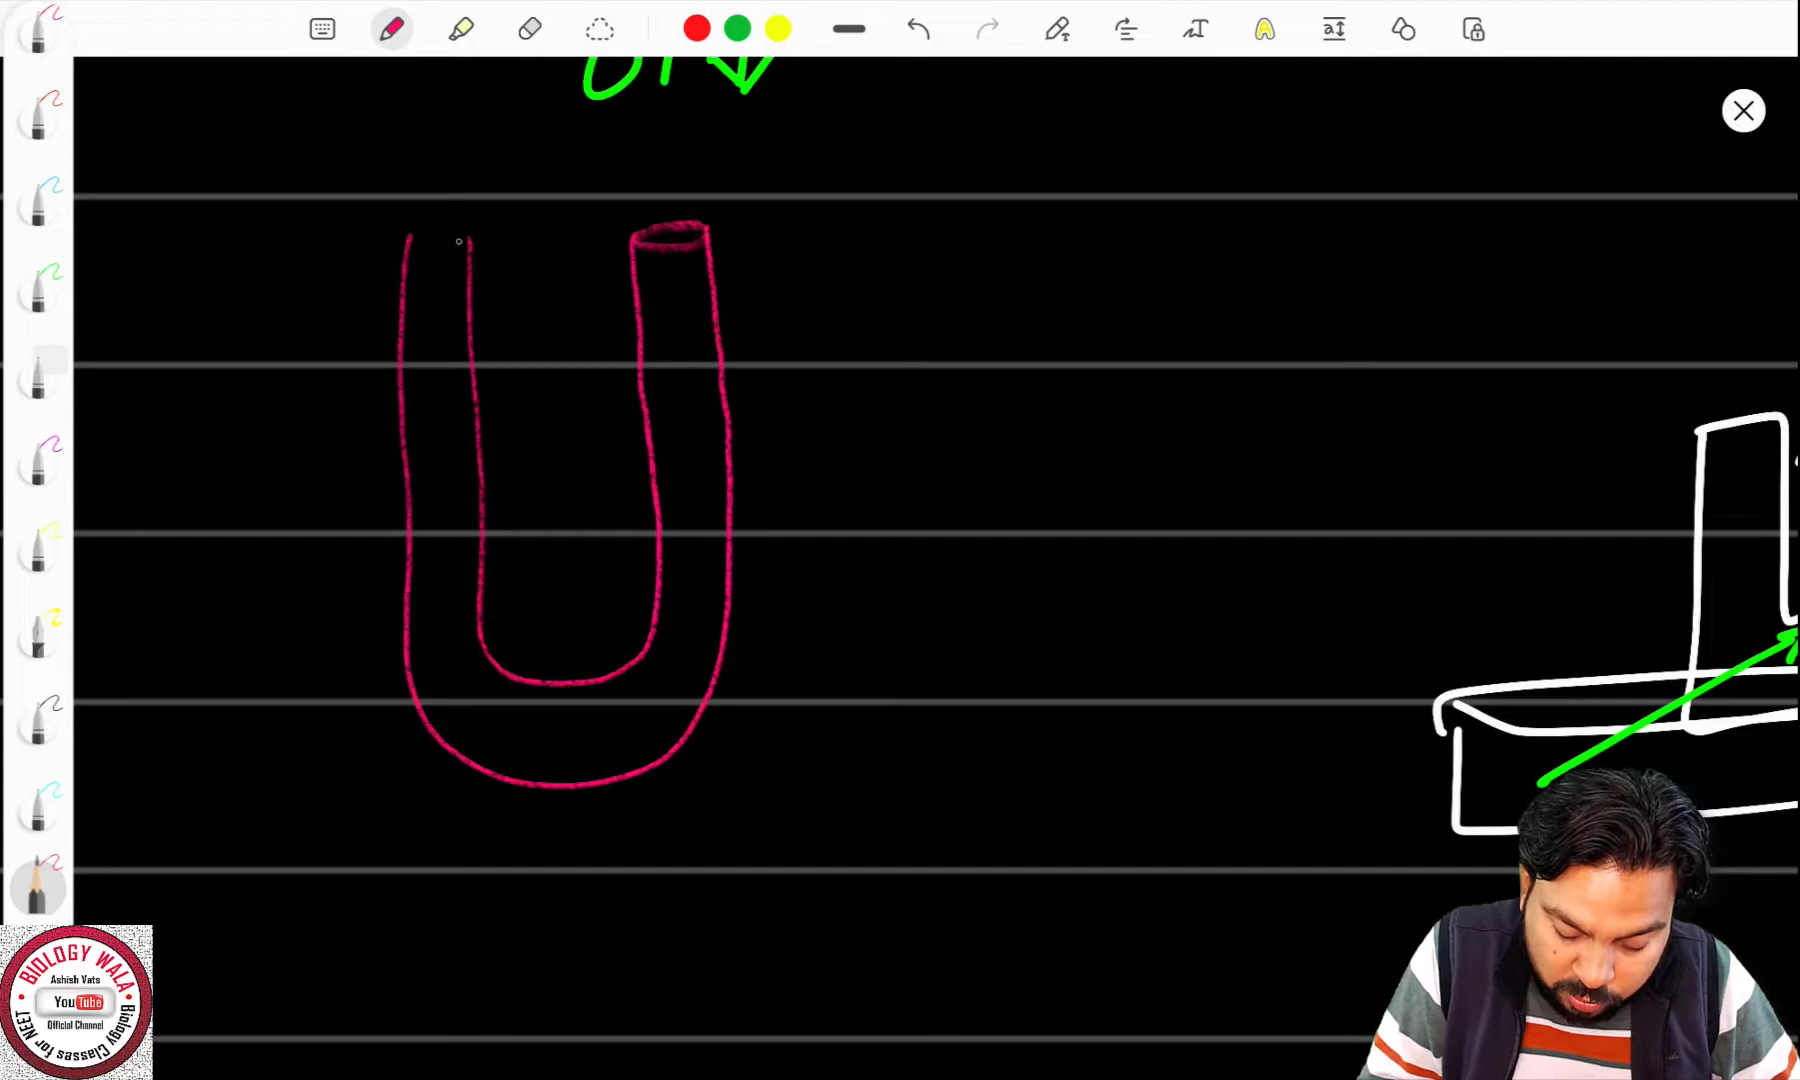 BIOLOGY WALA
Ashish Vats
YouTube
Official Channel
Biology Classes for NEET